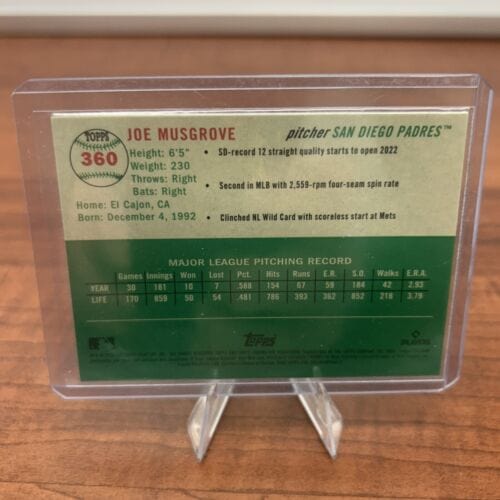 TOPPS
360
JOE MUSGROVE
pitcher SAN DIEGO PADRES™
Height: 6'5"
Weight: 230
Throws: Right
Bats: Right
Home: El Cajon, CA
Born: December 4, 1992
• SD-record 12 straight quality starts to open 2022
• Second in MLB with 2,559-rpm four-seam spin rate
• Clinched NL Wild Card with scoreless start at Mets
MAJOR LEAGUE PITCHING RECORD
Games Innings Won Lost Pct. Hits Runs E.R. S.O. Walks E.R.A.
YEAR 30 181 10 7 .588 154 67 59 184 42 2.93
LIFE 170 859 50 54 .481 786 393 362 852 218 3.79
Topps
PLAYERS